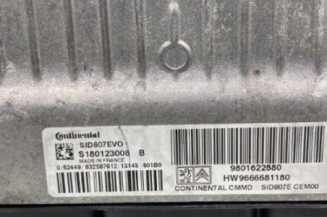 Continental
SID807EVO
S180123008 B
MADE IN FRANCE
9801622880
HW9666681180
CONTINENTAL CMMO SID807E CEM00